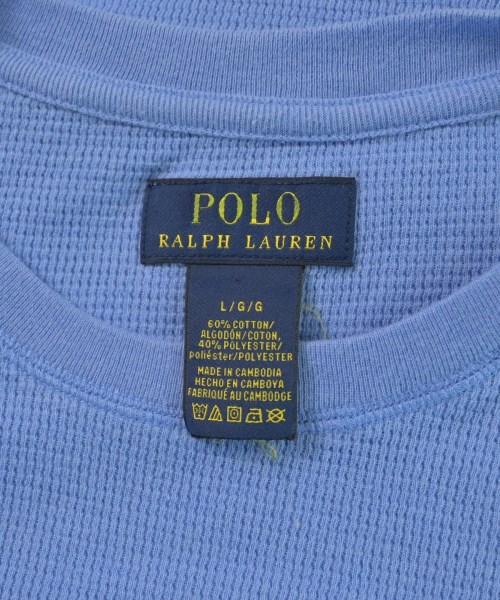 POLO
RALPH LAUREN
L/G/G
60% COTTON/
ALGODÓN/COTON,
40% POLYESTER/
poliéster/POLYESTER
MADE IN CAMBODIA
HECHO EN CAMBOYA
FABRIQUÉ AU CAMBODGE